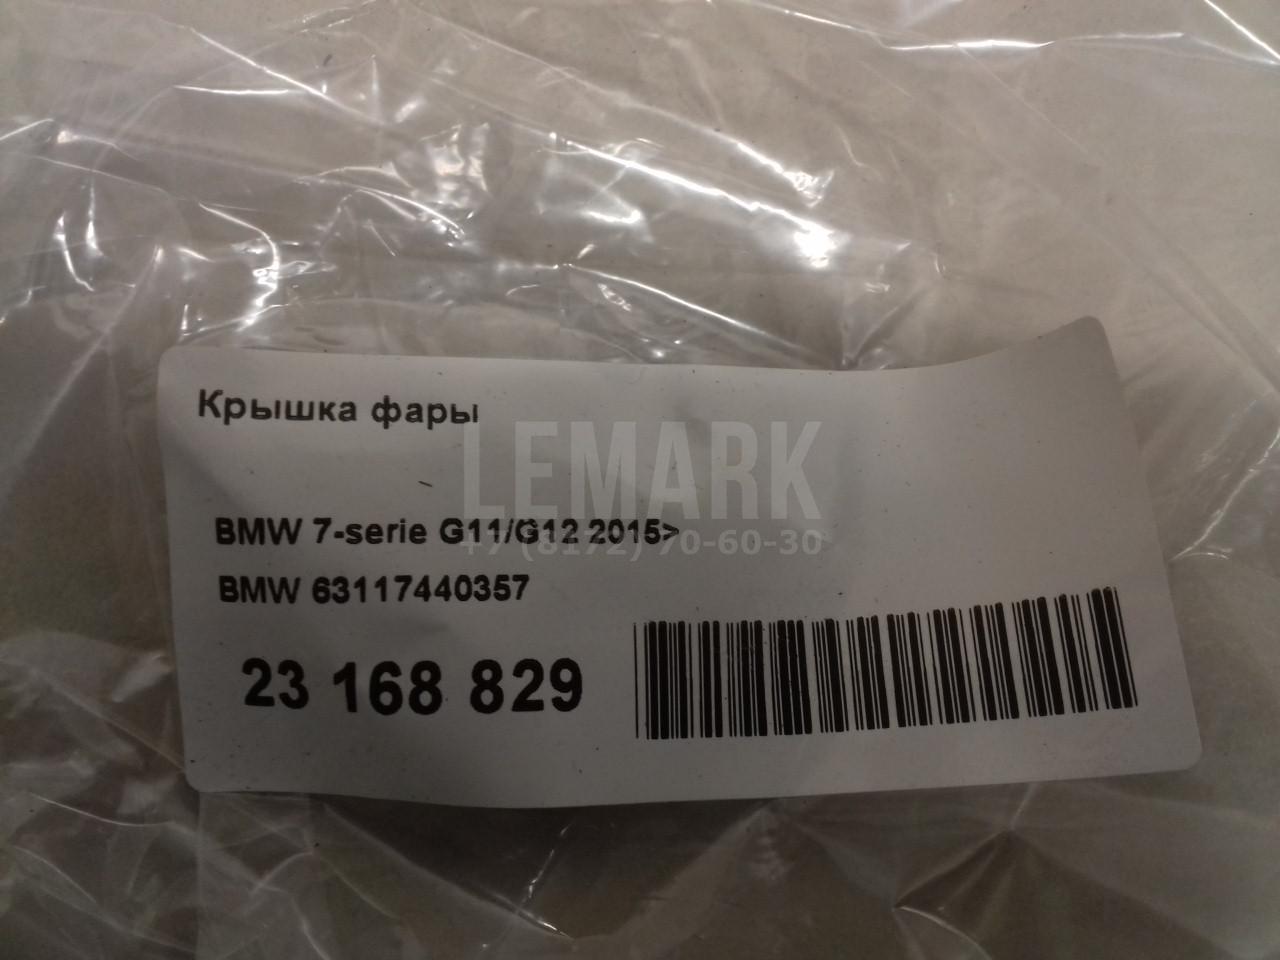 Крышка фары
LEMARK
BMW 7-serie G11/G12 2015>
+7 (8172) 70-60-30
BMW 63117440357
23 168 829